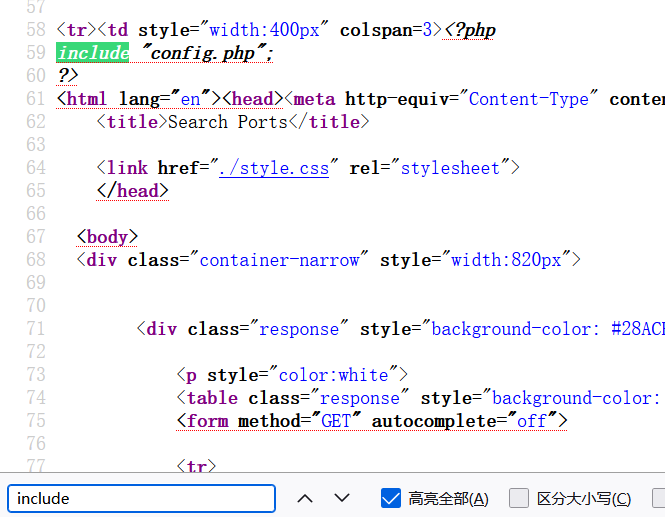 57
58 <tr><td style="width:400px" colspan=3><?php
59 include "config.php";
60 ?>
61 <html lang="en"><head><meta http-equiv="Content-Type" conten
62 <title>Search Ports</title>
63
64 <link href="./style.css" rel="stylesheet">
65 </head>
66
67 <body>
68 <div class="container-narrow" style="width:820px">
69
70
71 <div class="response" style="background-color: #28ACE
72
73 <p style="color:white">
74 <table class="response" style="background-color:
75 <form method="GET" autocomplete="off">
76
77 <tr>
include 高亮全部(A) 区分大小写(C)